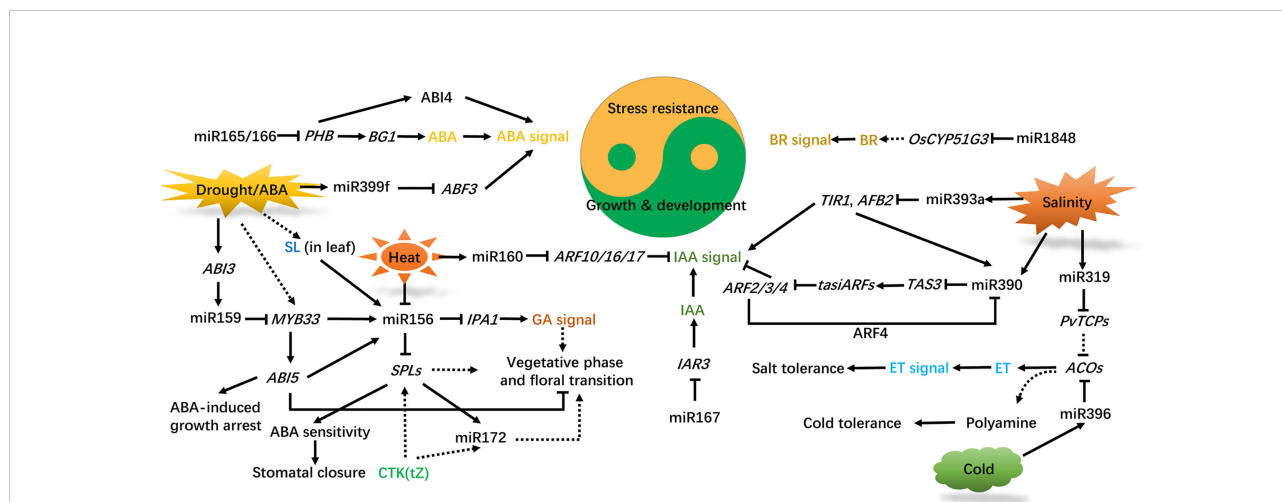 ABI4
Stress resistance
miR165/166
PHB
BG1
ABA
ABA signal
BR signal
BR
OsCYP51G3
miR1848
Drought/ABA
miR399f
ABF3
Growth & development
TIR1, AFB2
miR393a
Salinity
SL (in leaf)
Heat
miR160
ARF10/16/17
IAA signal
ABI3
ARF2/3/4
tasiARFs
TAS3
miR390
miR319
IAA
miR159
MYB33
miR156
IPA1
GA signal
ARF4
PvTCPs
ABI5
SPLs
Vegetative phase
and floral transition
IAR3
Salt tolerance
ET signal
ET
ACOs
ABA-induced
growth arrest
ABA sensitivity
miR172
miR167
Cold tolerance
Polyamine
miR396
Stomatal closure
CTK(tZ)
Cold